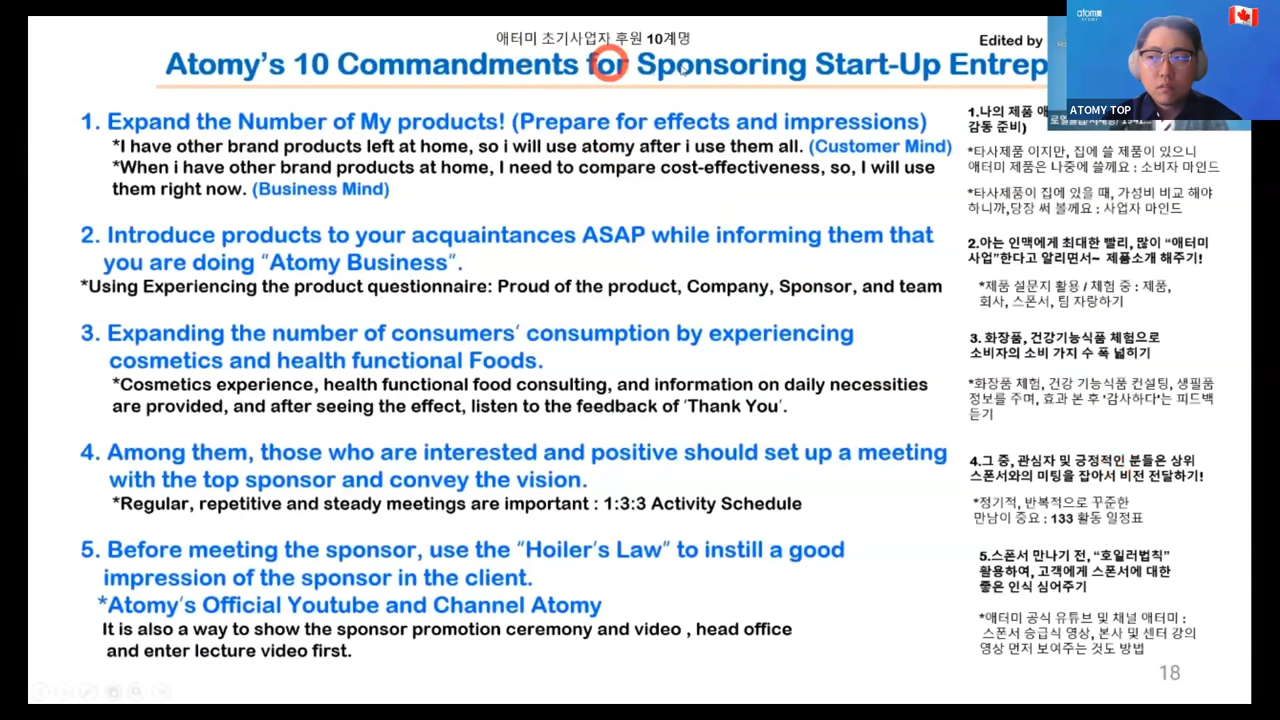 애터미 초기사업자 후원 10계명
Atomy's 10 Commandments for Sponsoring Start-Up Entrep
Edited by
atom美
STORY
ATOMY TOP
1. Expand the Number of My products! (Prepare for effects and impressions)
*I have other brand products left at home, so i will use atomy after i use them all. (Customer Mind)
*When i have other brand products at home, I need to compare cost-effectiveness, so, I will use
them right now. (Business Mind)
2. Introduce products to your acquaintances ASAP while informing them that
you are doing "Atomy Business".
*Using Experiencing the product questionnaire: Proud of the product, Company, Sponsor, and team
3. Expanding the number of consumers' consumption by experiencing
cosmetics and health functional Foods.
*Cosmetics experience, health functional food consulting, and information on daily necessities
are provided, and after seeing the effect, listen to the feedback of 'Thank You'.
4. Among them, those who are interested and positive should set up a meeting
with the top sponsor and convey the vision.
*Regular, repetitive and steady meetings are important : 1:3:3 Activity Schedule
5. Before meeting the sponsor, use the "Hoiler's Law" to instill a good
impression of the sponsor in the client.
*Atomy's Official Youtube and Channel Atomy
It is also a way to show the sponsor promotion ceremony and video , head office
and enter lecture video first.
1.나의 제품
감동 준비)
*타사제품 이지만, 집에 쓸 제품이 있으니
애터미 제품은 나중에 쓸께요 : 소비자 마인드
*타사제품이 집에 있을 때, 가성비 비교 해야
하니까,당장 써 볼께요 : 사업자 마인드
2.아는 인맥에게 최대한 빨리, 많이 "애터미
사업"한다고 알리면서~ 제품소개 해주기!
*제품 설문지 활용 / 체험 중 : 제품,
회사, 스폰서, 팀 자랑하기
3. 화장품, 건강기능식품 체험으로
소비자의 소비 가지 수 폭 넓히기
*화장품 체험, 건강 기능식품 컨설팅, 생필품
정보를 주며, 효과 본 후 '감사하다'는 피드백
듣기
4.그 중, 관심자 및 긍정적인 분들은 상위
스폰서와의 미팅을 잡아서 비전 전달하기!
*정기적, 반복적으로 꾸준한
만남이 중요 : 133 활동 일정표
5.스폰서 만나기 전, "호일러법칙"
활용하여, 고객에게 스폰서에 대한
좋은 인식 심어주기
*애터미 공식 유튜브 및 채널 애터미 :
스폰서 승급식 영상, 본사 및 센터 강의
영상 먼저 보여주는 것도 방법
18